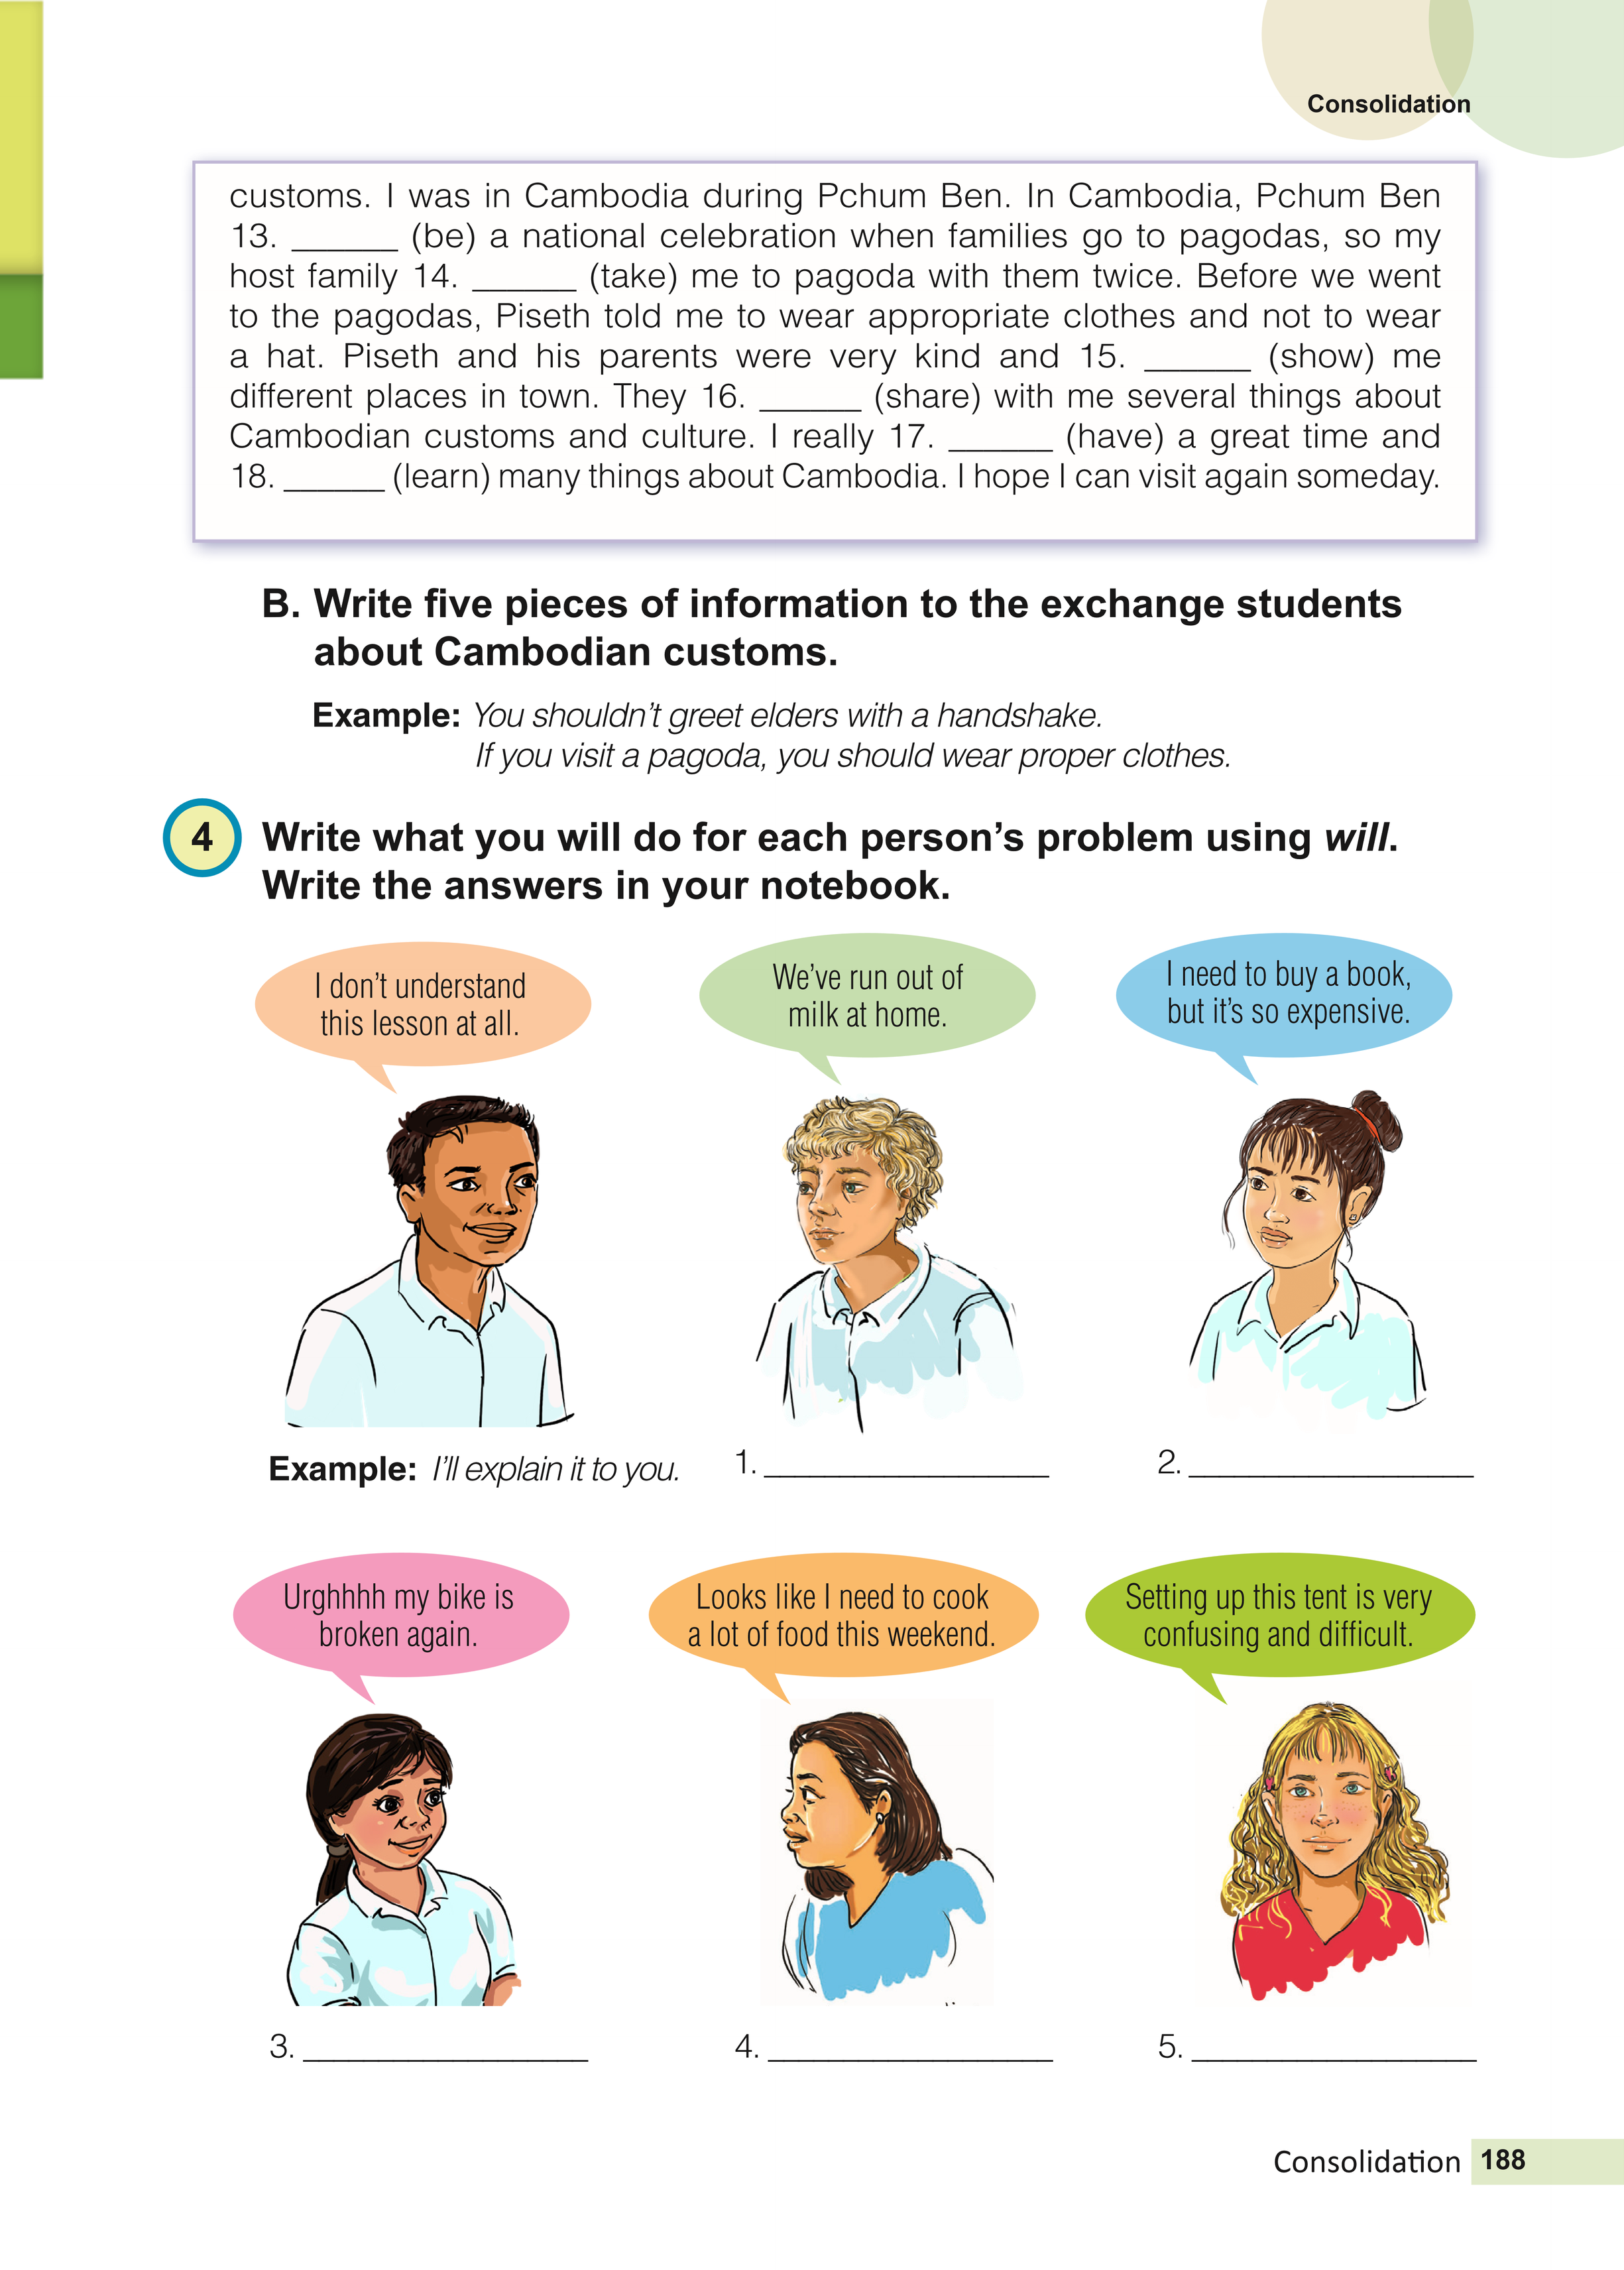 Consolidation
customs. I was in Cambodia during Pchum Ben. In Cambodia, Pchum Ben
13. ______ (be) a national celebration when families go to pagodas, so my
host family 14. ______ (take) me to pagoda with them twice. Before we went
to the pagodas, Piseth told me to wear appropriate clothes and not to wear
a hat. Piseth and his parents were very kind and 15. ______ (show) me
different places in town. They 16. ______ (share) with me several things about
Cambodian customs and culture. I really 17. ______ (have) a great time and
18. ______ (learn) many things about Cambodia. I hope I can visit again someday.
B. Write five pieces of information to the exchange students
about Cambodian customs.
Example: You shouldn't greet elders with a handshake.
If you visit a pagoda, you should wear proper clothes.
4 Write what you will do for each person's problem using will.
Write the answers in your notebook.
I don't understand
this lesson at all.
We've run out of
milk at home.
I need to buy a book,
but it's so expensive.
Example: I'll explain it to you.
1. ________________
2. ________________
Urghhhh my bike is
broken again.
Looks like I need to cook
a lot of food this weekend.
Setting up this tent is very
confusing and difficult.
3. ________________
4. ________________
5. ________________
Consolidation 188